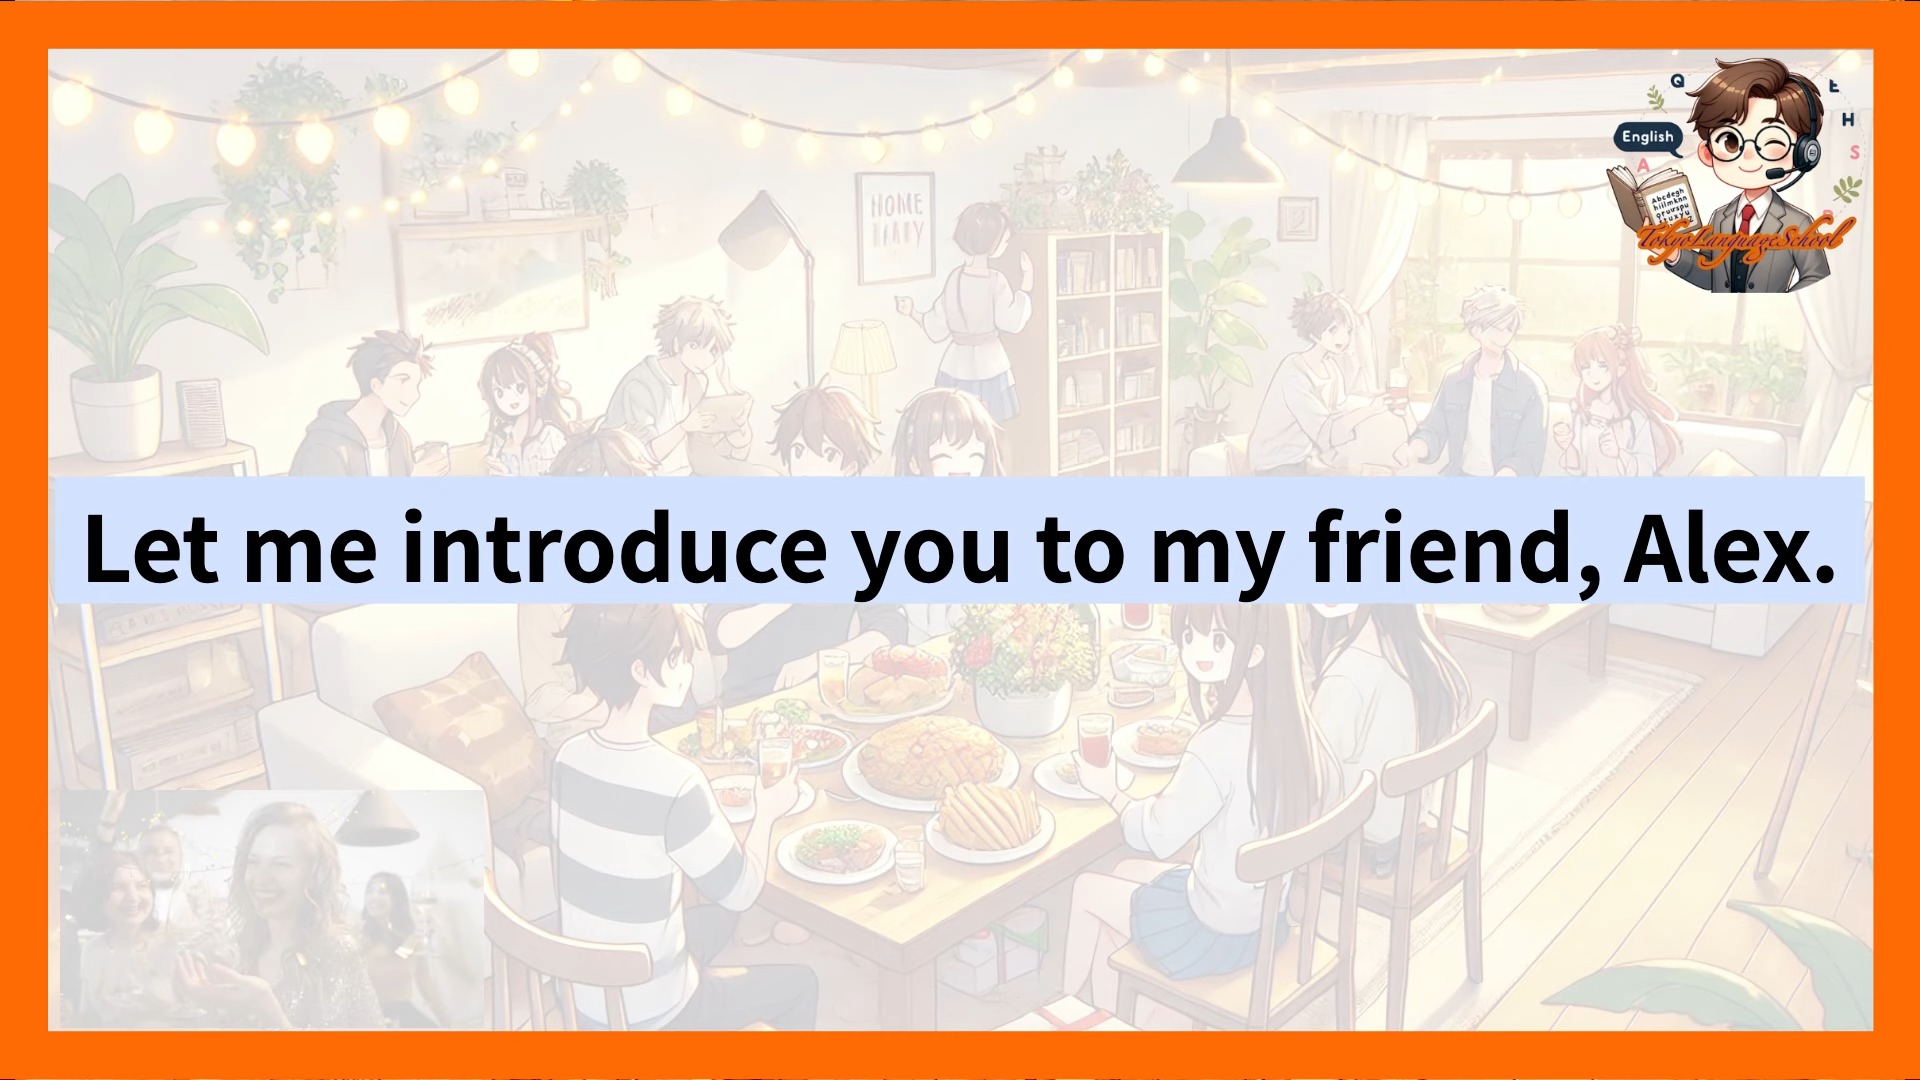 English
TokyoLanguageSchool
HOME
Let me introduce you to my friend, Alex.